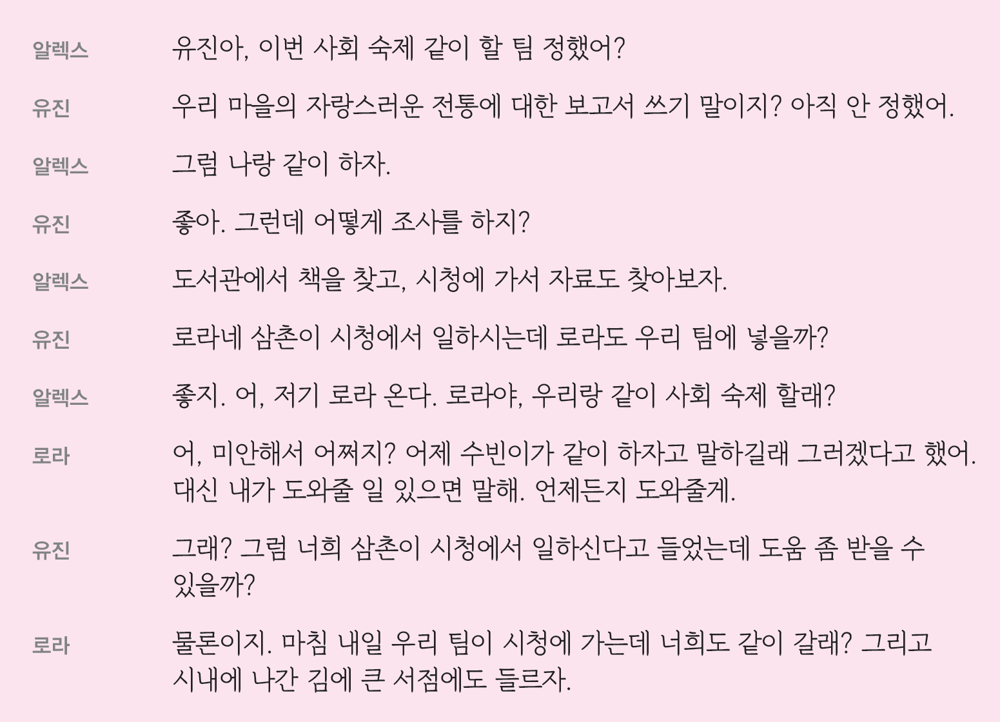 알렉스 유진아, 이번 사회 숙제 같이 할 팀 정했어?
유진 우리 마을의 자랑스러운 전통에 대한 보고서 쓰기 말이지? 아직 안 정했어.
알렉스 그럼 나랑 같이 하자.
유진 좋아. 그런데 어떻게 조사를 하지?
알렉스 도서관에서 책을 찾고, 시청에 가서 자료도 찾아보자.
유진 로라네 삼촌이 시청에서 일하시는데 로라도 우리 팀에 넣을까?
알렉스 좋지. 어, 저기 로라 온다. 로라야, 우리랑 같이 사회 숙제 할래?
로라 어, 미안해서 어쩌지? 어제 수빈이가 같이 하자고 말하길래 그러겠다고 했어.
대신 내가 도와줄 일 있으면 말해. 언제든지 도와줄게.
유진 그래? 그럼 너희 삼촌이 시청에서 일하신다고 들었는데 도움 좀 받을 수
있을까?
로라 물론이지. 마침 내일 우리 팀이 시청에 가는데 너희도 같이 갈래? 그리고
시내에 나간 김에 큰 서점에도 들르자.